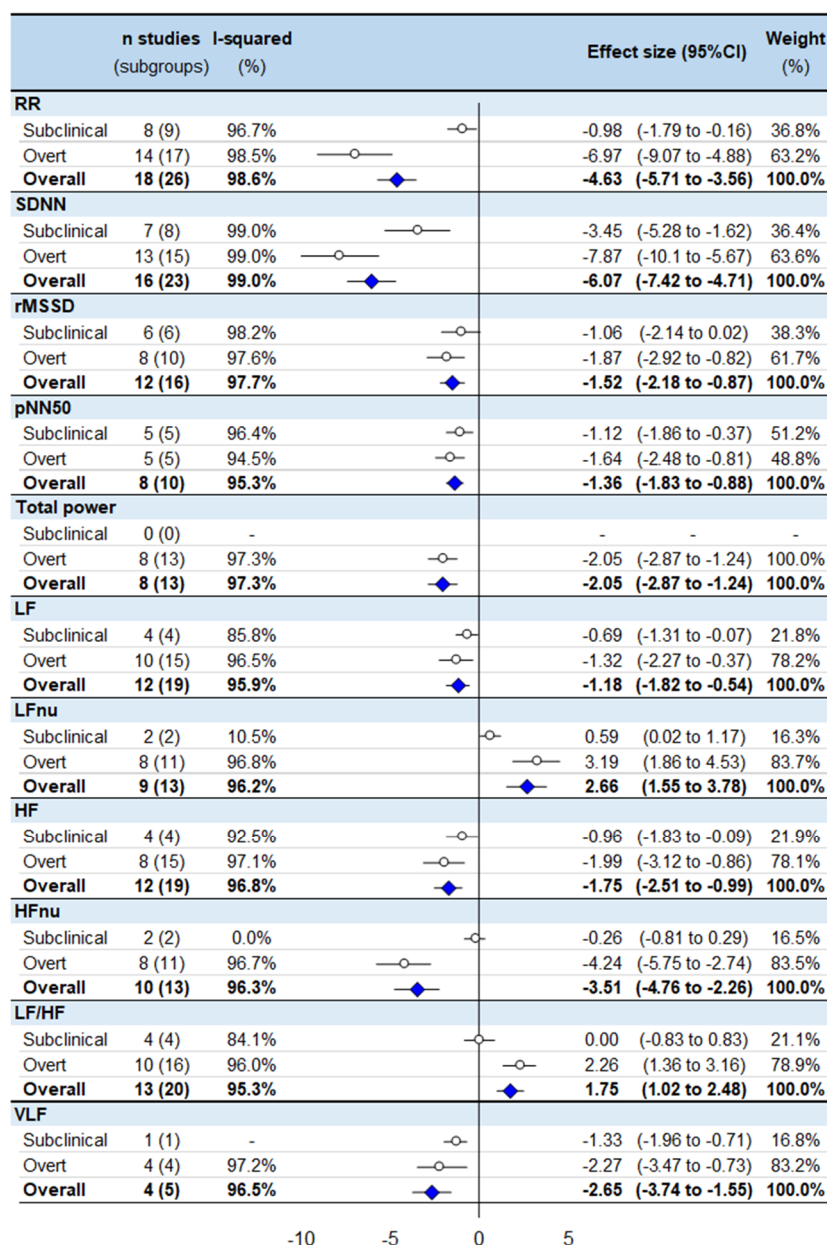 n studies I-squared Effect size (95%CI) Weight
(subgroups) (%) (%)
RR
Subclinical 8 (9) 96.7% -0.98 (-1.79 to -0.16) 36.8%
Overt 14 (17) 98.5% -6.97 (-9.07 to -4.88) 63.2%
Overall 18 (26) 98.6% -4.63 (-5.71 to -3.56) 100.0%
SDNN
Subclinical 7 (8) 99.0% -3.45 (-5.28 to -1.62) 36.4%
Overt 13 (15) 99.0% -7.87 (-10.1 to -5.67) 63.6%
Overall 16 (23) 99.0% -6.07 (-7.42 to -4.71) 100.0%
rMSSD
Subclinical 6 (6) 98.2% -1.06 (-2.14 to 0.02) 38.3%
Overt 8 (10) 97.6% -1.87 (-2.92 to -0.82) 61.7%
Overall 12 (16) 97.7% -1.52 (-2.18 to -0.87) 100.0%
pNN50
Subclinical 5 (5) 96.4% -1.12 (-1.86 to -0.37) 51.2%
Overt 5 (5) 94.5% -1.64 (-2.48 to -0.81) 48.8%
Overall 8 (10) 95.3% -1.36 (-1.83 to -0.88) 100.0%
Total power
Subclinical 0 (0) - - - -
Overt 8 (13) 97.3% -2.05 (-2.87 to -1.24) 100.0%
Overall 8 (13) 97.3% -2.05 (-2.87 to -1.24) 100.0%
LF
Subclinical 4 (4) 85.8% -0.69 (-1.31 to -0.07) 21.8%
Overt 10 (15) 96.5% -1.32 (-2.27 to -0.37) 78.2%
Overall 12 (19) 95.9% -1.18 (-1.82 to -0.54) 100.0%
LFnu
Subclinical 2 (2) 10.5% 0.59 (0.02 to 1.17) 16.3%
Overt 8 (11) 96.8% 3.19 (1.86 to 4.53) 83.7%
Overall 9 (13) 96.2% 2.66 (1.55 to 3.78) 100.0%
HF
Subclinical 4 (4) 92.5% -0.96 (-1.83 to -0.09) 21.9%
Overt 8 (15) 97.1% -1.99 (-3.12 to -0.86) 78.1%
Overall 12 (19) 96.8% -1.75 (-2.51 to -0.99) 100.0%
HFnu
Subclinical 2 (2) 0.0% -0.26 (-0.81 to 0.29) 16.5%
Overt 8 (11) 96.7% -4.24 (-5.75 to -2.74) 83.5%
Overall 10 (13) 96.3% -3.51 (-4.76 to -2.26) 100.0%
LF/HF
Subclinical 4 (4) 84.1% 0.00 (-0.83 to 0.83) 21.1%
Overt 10 (16) 96.0% 2.26 (1.36 to 3.16) 78.9%
Overall 13 (20) 95.3% 1.75 (1.02 to 2.48) 100.0%
VLF
Subclinical 1 (1) - -1.33 (-1.96 to -0.71) 16.8%
Overt 4 (4) 97.2% -2.27 (-3.47 to -0.73) 83.2%
Overall 4 (5) 96.5% -2.65 (-3.74 to -1.55) 100.0%
-10 -5 0 5